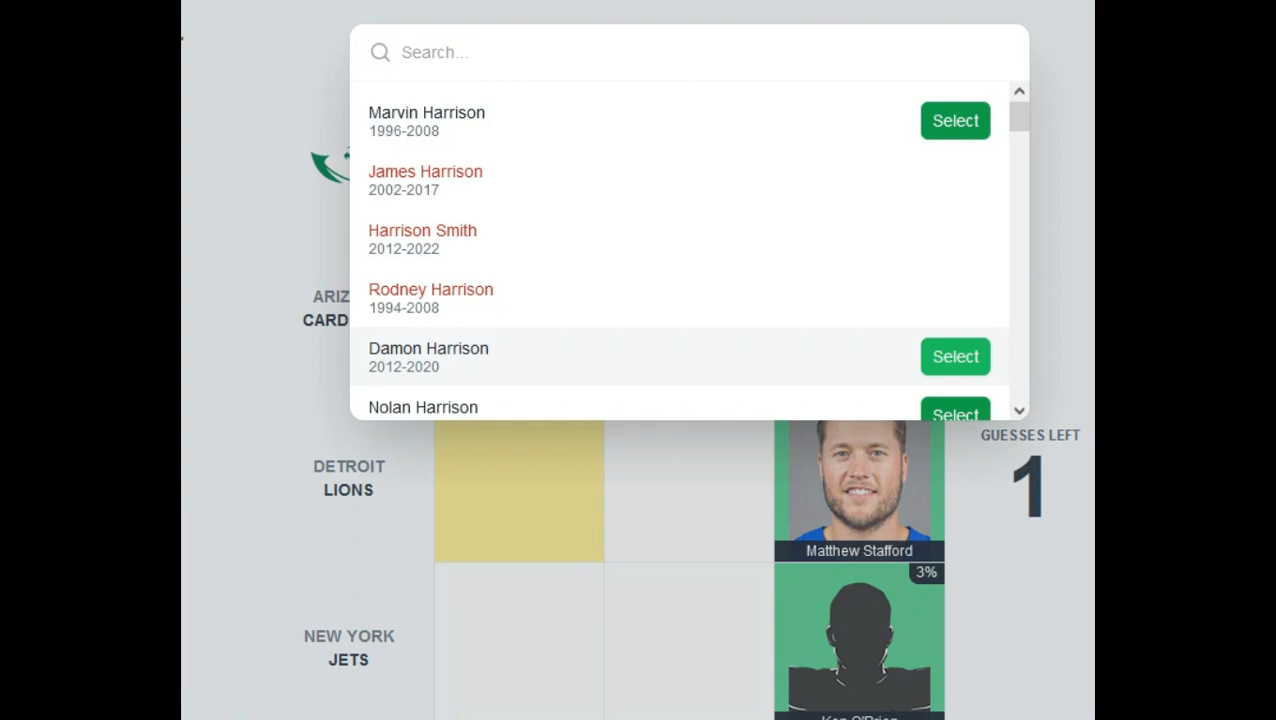 Search...
Marvin Harrison
1996-2008
Select
James Harrison
2002-2017
Harrison Smith
2012-2022
Rodney Harrison
1994-2008
Damon Harrison
2012-2020
Select
Nolan Harrison
Select
ARIZ
CARD
GUESSES LEFT
1
DETROIT
LIONS
Matthew Stafford
3%
NEW YORK
JETS
Ken O'Brien